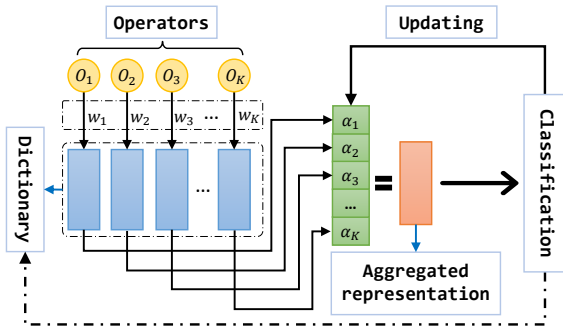 Operators
Updating
O1 O2 O3 OK
w1 w2 w3 ... wK
Dictionary
...
α1
α2
α3
...
αK
=
Classification
Aggregated
representation